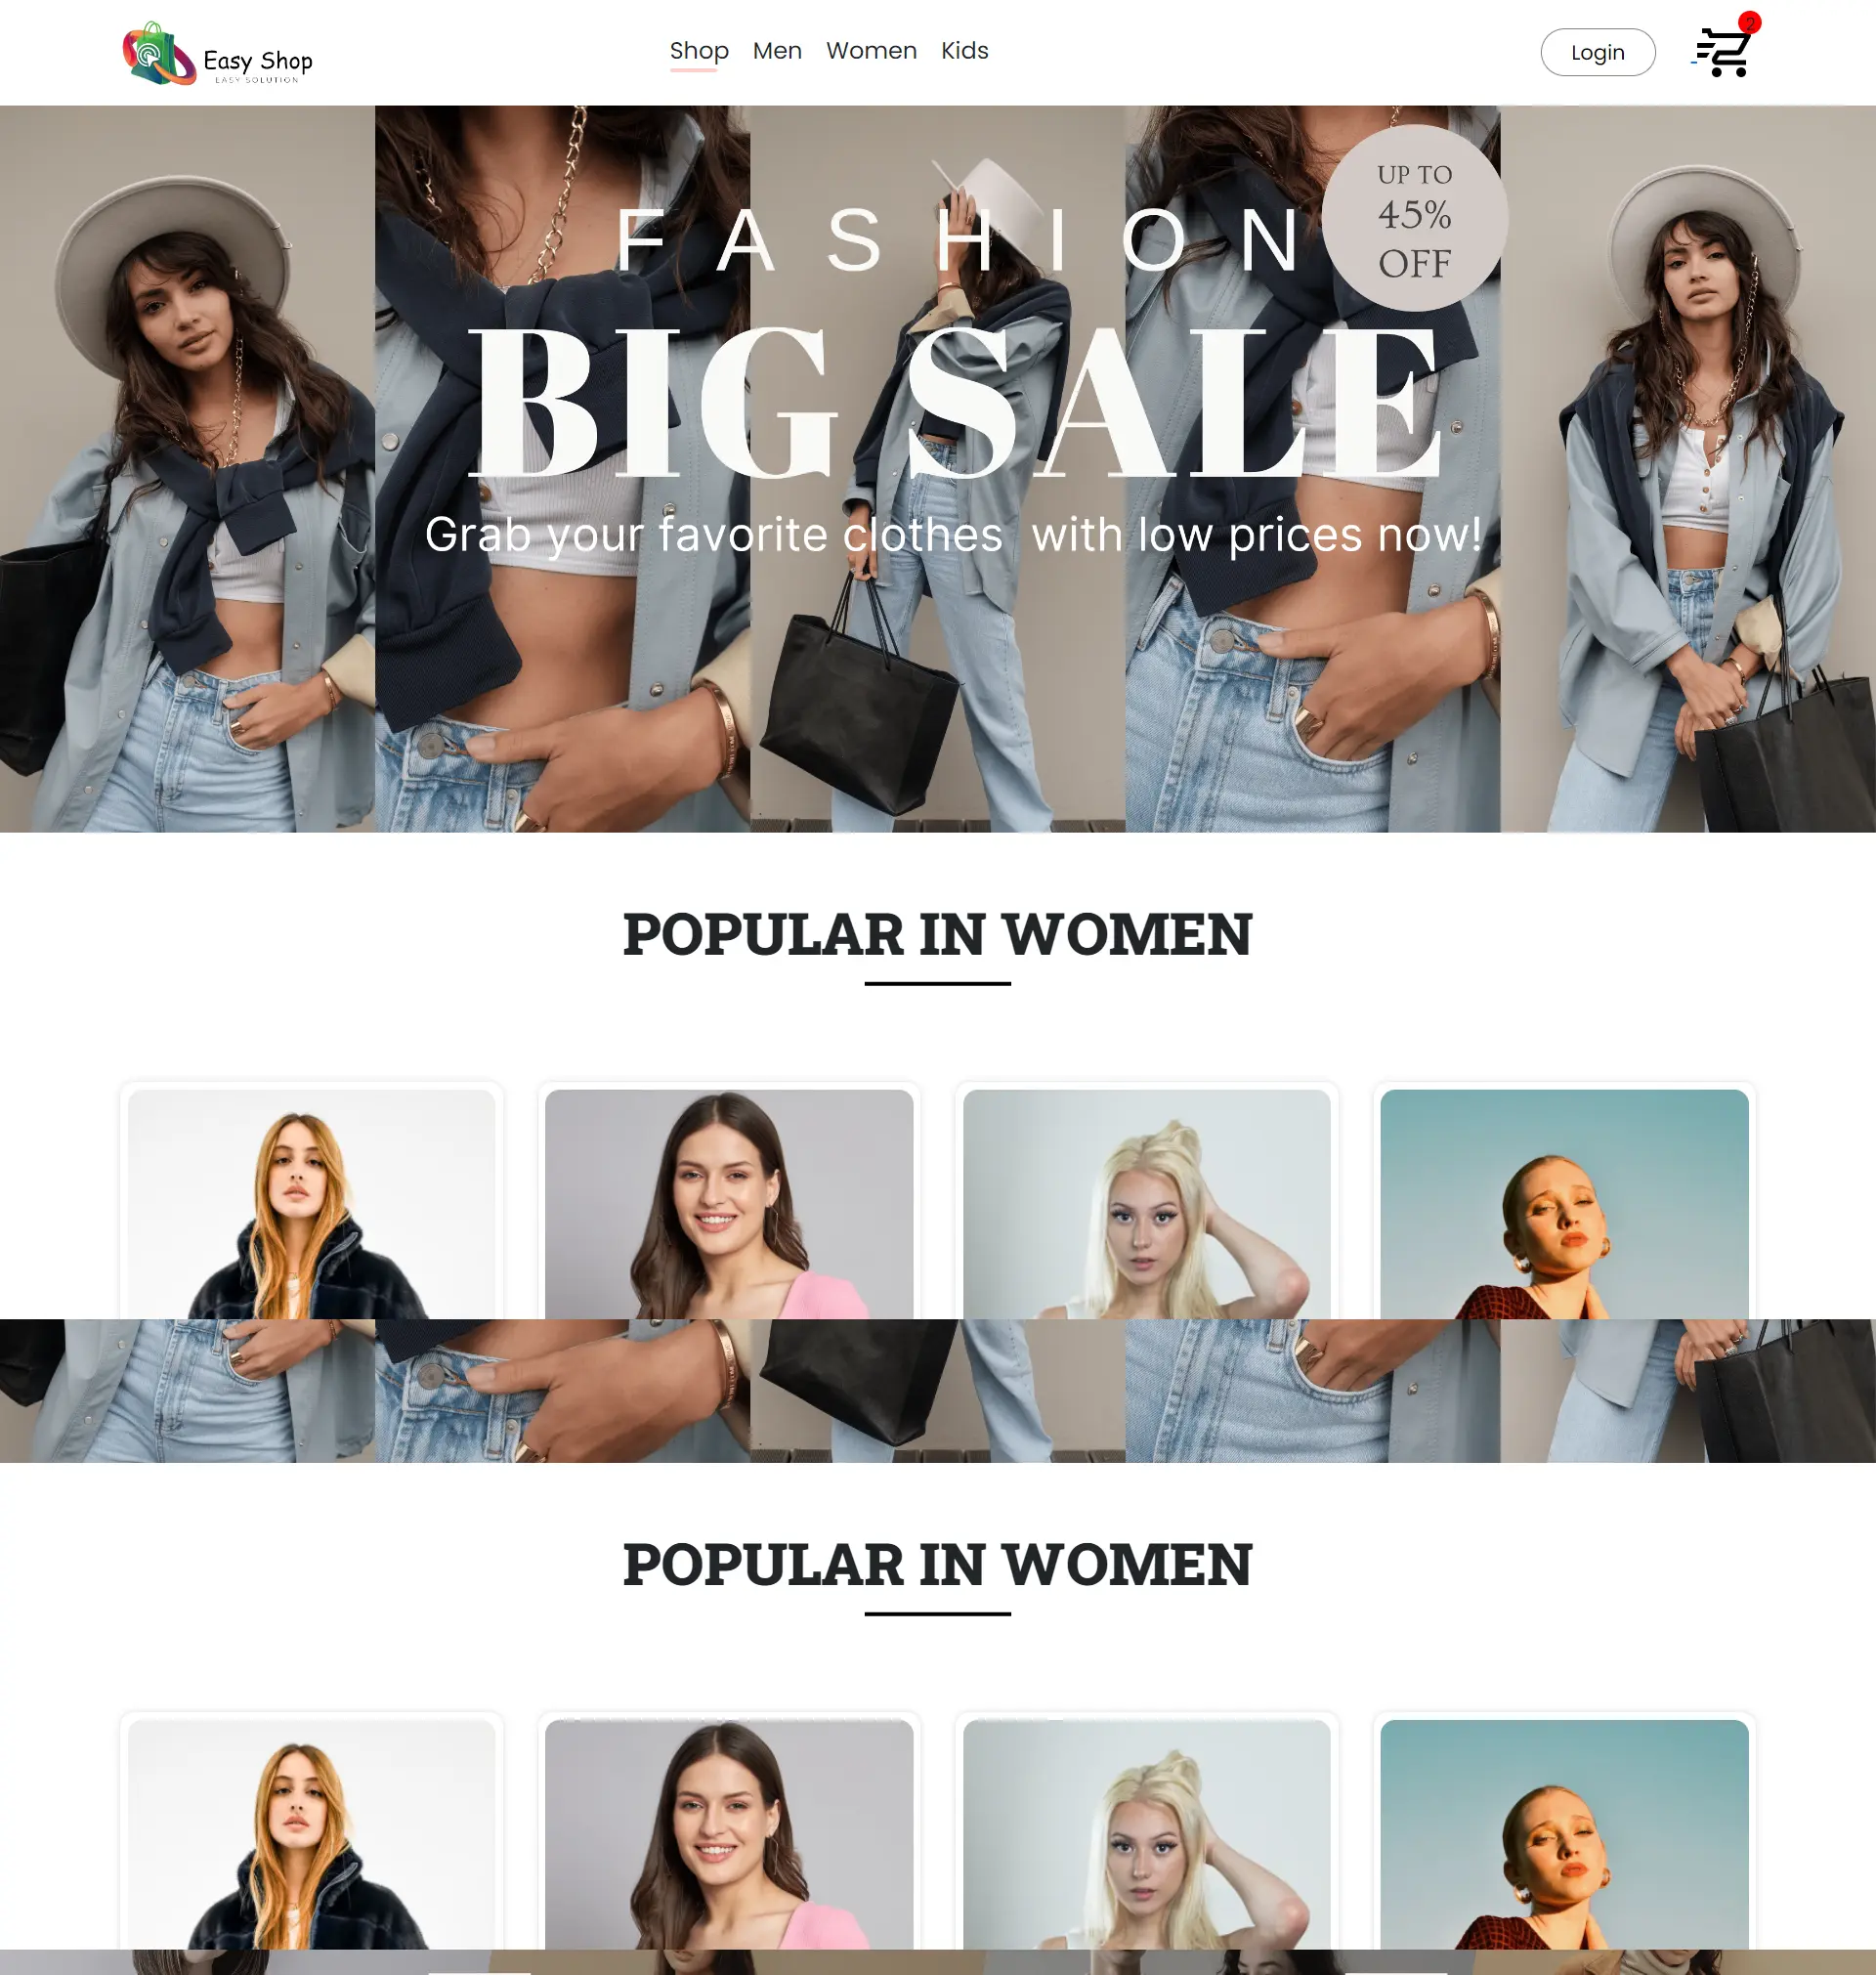 Easy Shop
EASY SOLUTION
Shop Men Women Kids
Login
2
UP TO
45%
OFF
FASHION
BIG SALE
Grab your favorite clothes with low prices now!
POPULAR IN WOMEN
POPULAR IN WOMEN